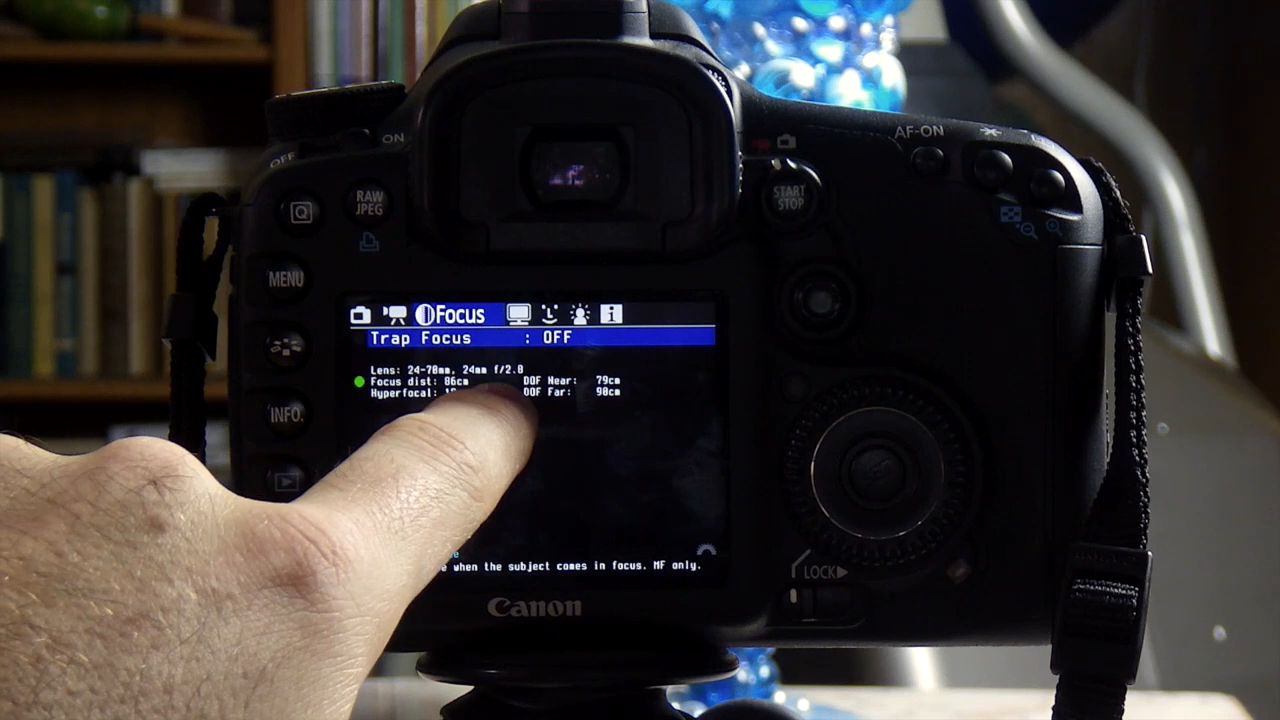 ON
OFF
AF-ON
RAW
JPEG
START
STOP
Q
MENU
Focus
Trap Focus : OFF
Lens: 24-70mm, 24mm f/2.8
Focus dist: 86cm DOF Near: 79cm
Hyperfocal: DOF Far: 90cm
INFO.
when the subject comes in focus. MF only.
LOCK
Canon